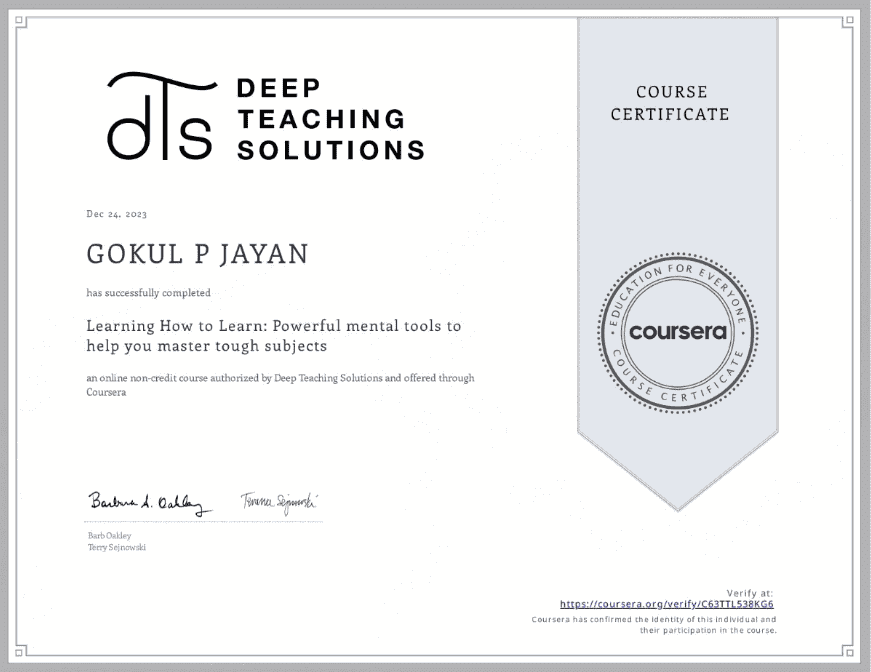 dTs
DEEP
TEACHING
SOLUTIONS
COURSE
CERTIFICATE
Dec 24, 2023
GOKUL P JAYAN
has successfully completed
Learning How to Learn: Powerful mental tools to
help you master tough subjects
an online non-credit course authorized by Deep Teaching Solutions and offered through
Coursera
EDUCATION FOR EVERYONE
coursera
COURSE CERTIFICATE
Barbara A. Oakley
Terrence Sejnowski
Barb Oakley
Terry Sejnowski
Verify at:
https://coursera.org/verify/C63TTL538KG6
Coursera has confirmed the identity of this individual and
their participation in the course.